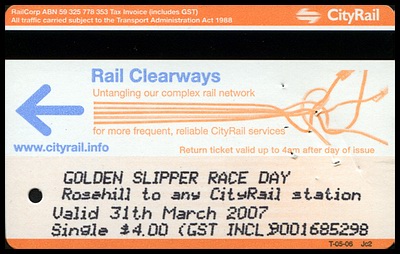 RailCorp ABN 59 325 778 353 Tax Invoice (includes GST)
All traffic carried subject to the Transport Administration Act 1988
CityRail
Rail Clearways
Untangling our complex rail network
for more frequent, reliable CityRail services
www.cityrail.info
Return ticket valid up to 4am after day of issue
GOLDEN SLIPPER RACE DAY
Rosehill to any CityRail station
Valid 31th March 2007
Single $4.00 (GST INCL)B001685298
T-05-06 Jc2